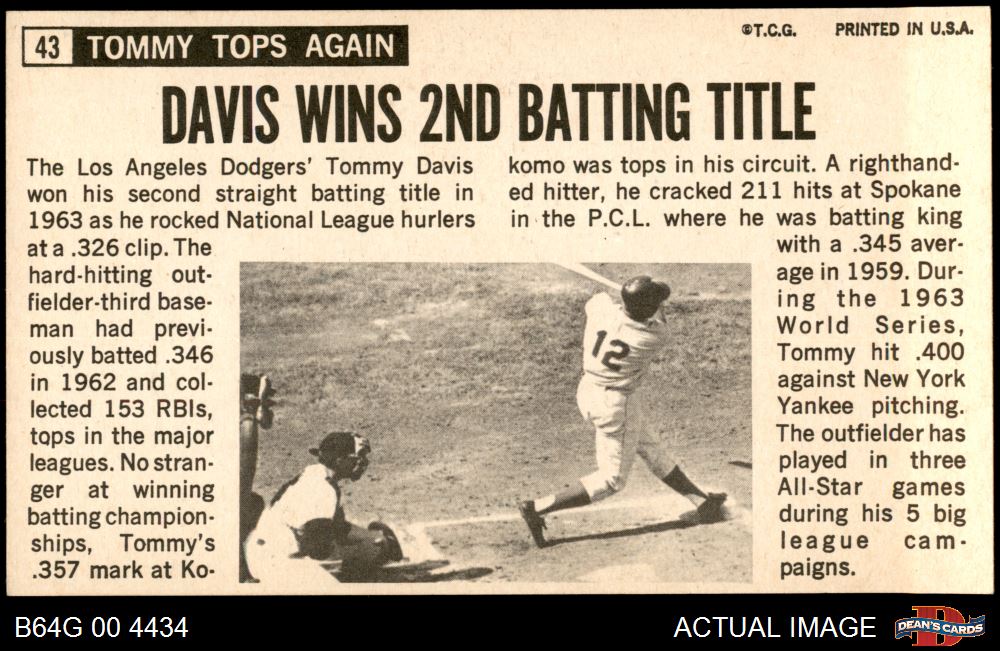 43 TOMMY TOPS AGAIN
©T.C.G. PRINTED IN U.S.A.
DAVIS WINS 2ND BATTING TITLE
The Los Angeles Dodgers' Tommy Davis
won his second straight batting title in
1963 as he rocked National League hurlers
at a .326 clip. The
hard-hitting out-
fielder-third base-
man had previ-
ously batted .346
in 1962 and col-
lected 153 RBIs,
tops in the major
leagues. No stran-
ger at winning
batting champion-
ships, Tommy's
.357 mark at Ko-
komo was tops in his circuit. A righthand-
ed hitter, he cracked 211 hits at Spokane
in the P.C.L. where he was batting king
with a .345 aver-
age in 1959. Dur-
ing the 1963
World Series,
Tommy hit .400
against New York
Yankee pitching.
The outfielder has
played in three
All-Star games
during his 5 big
league cam-
paigns.
12
B64G 00 4434
ACTUAL IMAGE
DEAN'S CARDS